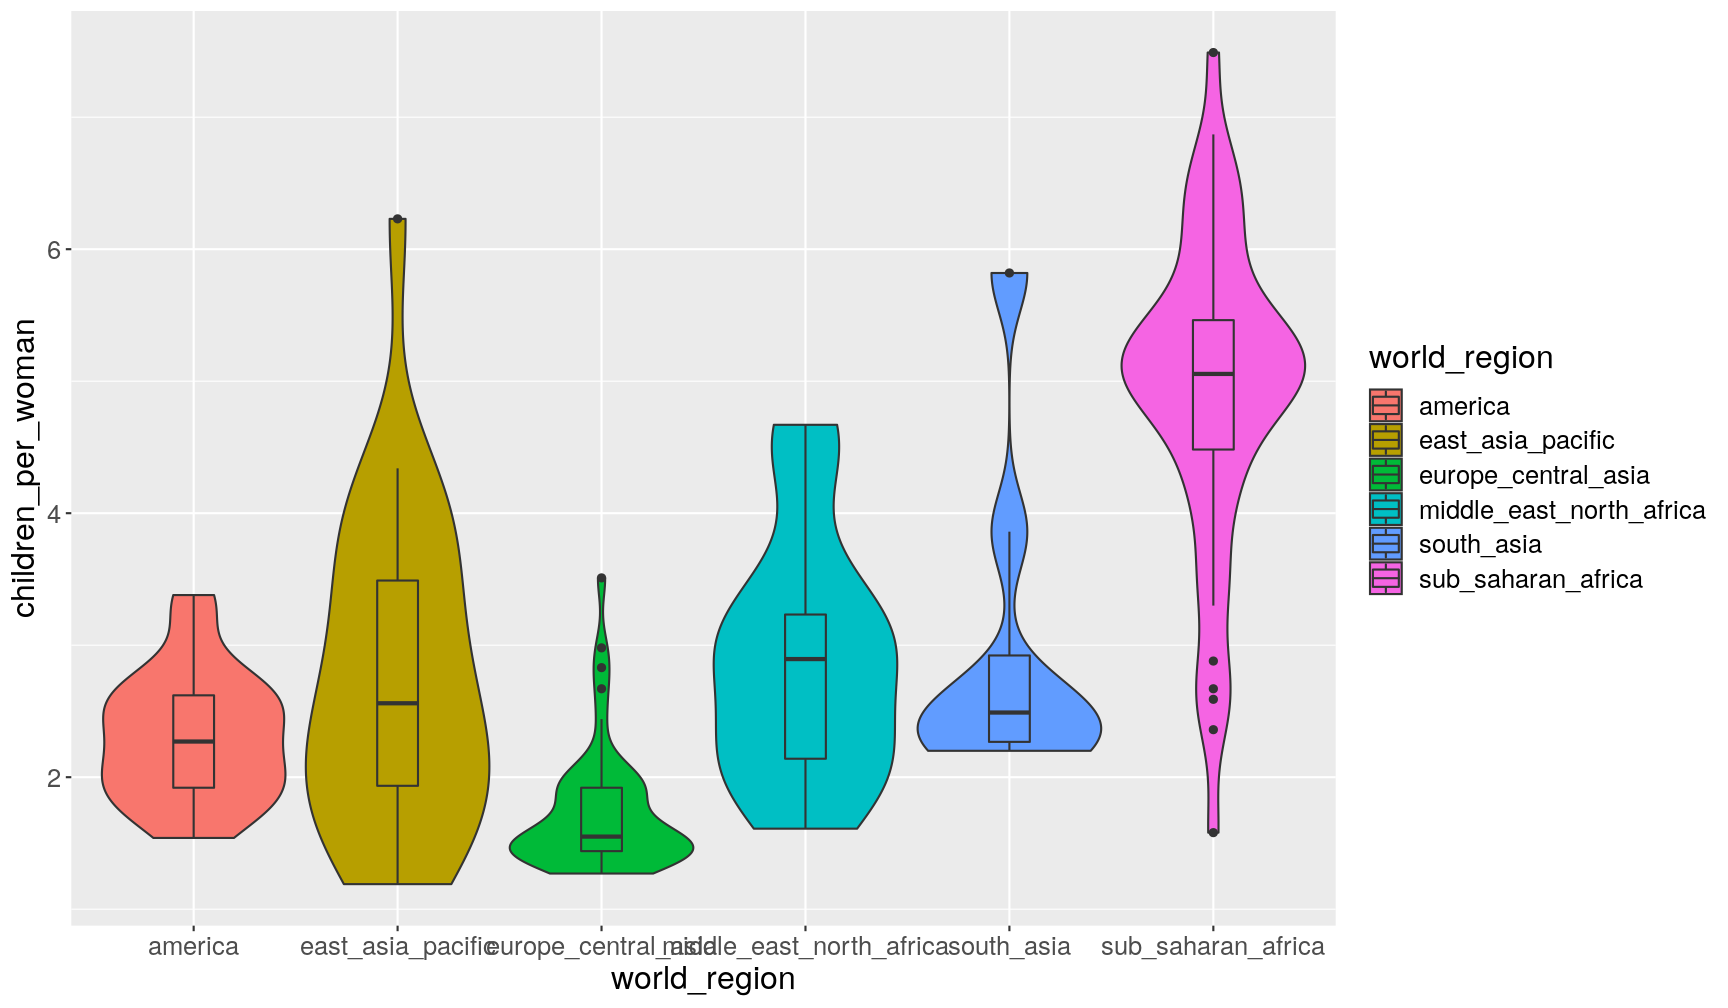 children_per_woman
6
4
2
america
east_asia_pacific
europe_central_asia
middle_east_north_africa
south_asia
sub_saharan_africa
world_region
world_region
america
east_asia_pacific
europe_central_asia
middle_east_north_africa
south_asia
sub_saharan_africa